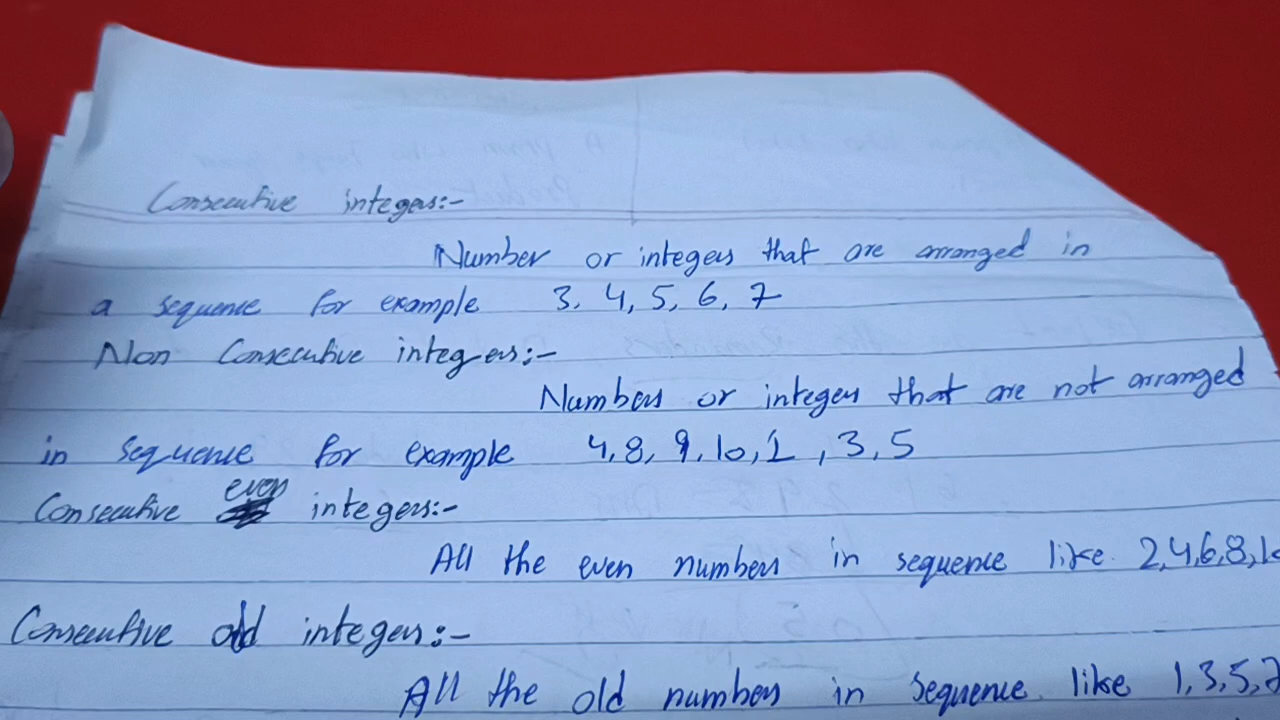 Consecutive integers:-
Number or integers that are arranged in
a sequence for example 3, 4, 5, 6, 7
Non Consecutive integers:-
Numbers or integers that are not arranged
in sequence for example 4, 8, 9, 10, 1, 3, 5
Consecutive even integers:-
All the even numbers in sequence like 2,4,6,8,
Consecutive old integers:-
All the old numbers in sequence like 1,3,5,7